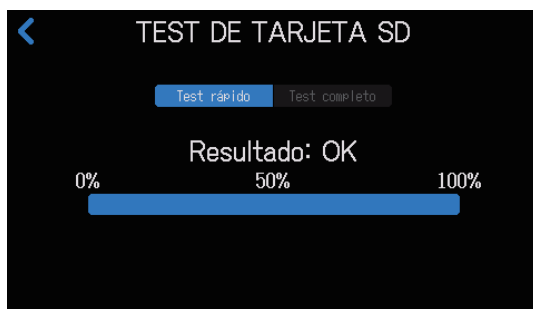 TEST DE TARJETA SD
Test rápido Test completo
Resultado: OK
0% 50% 100%